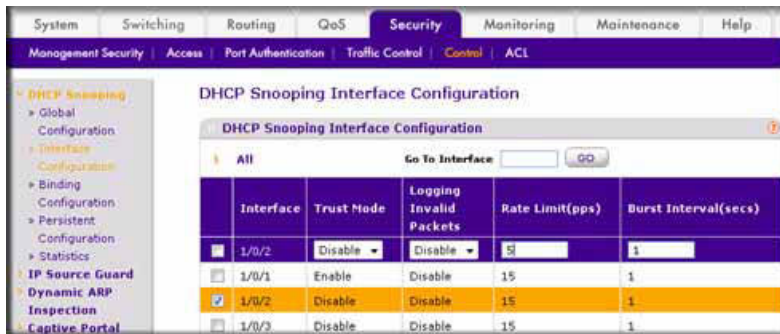 System Switching Routing QoS Security Monitoring Maintenance Help
Management Security Access Port Authentication Traffic Control Control ACL
DHCP Snooping
» Global
Configuration
» Interface
Configuration
» Binding
Configuration
» Persistent
Configuration
» Statistics
IP Source Guard
Dynamic ARP
Inspection
Captive Portal
DHCP Snooping Interface Configuration
DHCP Snooping Interface Configuration
1 All Go To Interface GO
Interface Trust Mode Logging Invalid Packets Rate Limit(pps) Burst Interval(secs)
1/0/2 Disable Disable 5 1
1/0/1 Enable Disable 15 1
1/0/2 Disable Disable 15 1
1/0/3 Disable Disable 15 1